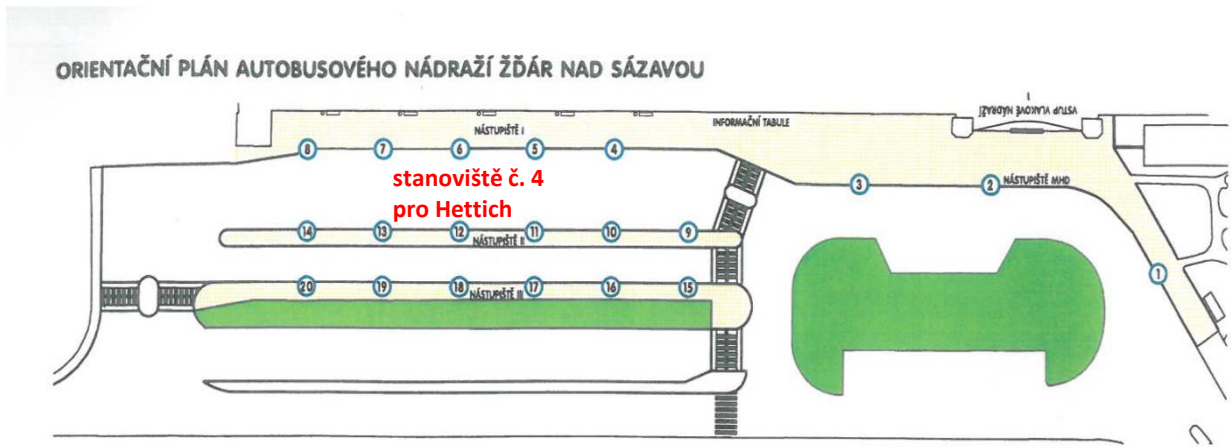 ORIENTAČNÍ PLÁN AUTOBUSOVÉHO NÁDRAŽÍ ŽĎÁR NAD SÁZAVOU
VSTUP VLAKOVÉ NÁDRAŽÍ
INFORMAČNÍ TABULE
NÁSTUPIŠTĚ I
8 7 6 5 4
stanoviště č. 4
pro Hettich
3 2 NÁSTUPIŠTĚ MHD
1
14 13 12 11 10 9
NÁSTUPIŠTĚ II
20 19 18 17 16 15
NÁSTUPIŠTĚ III